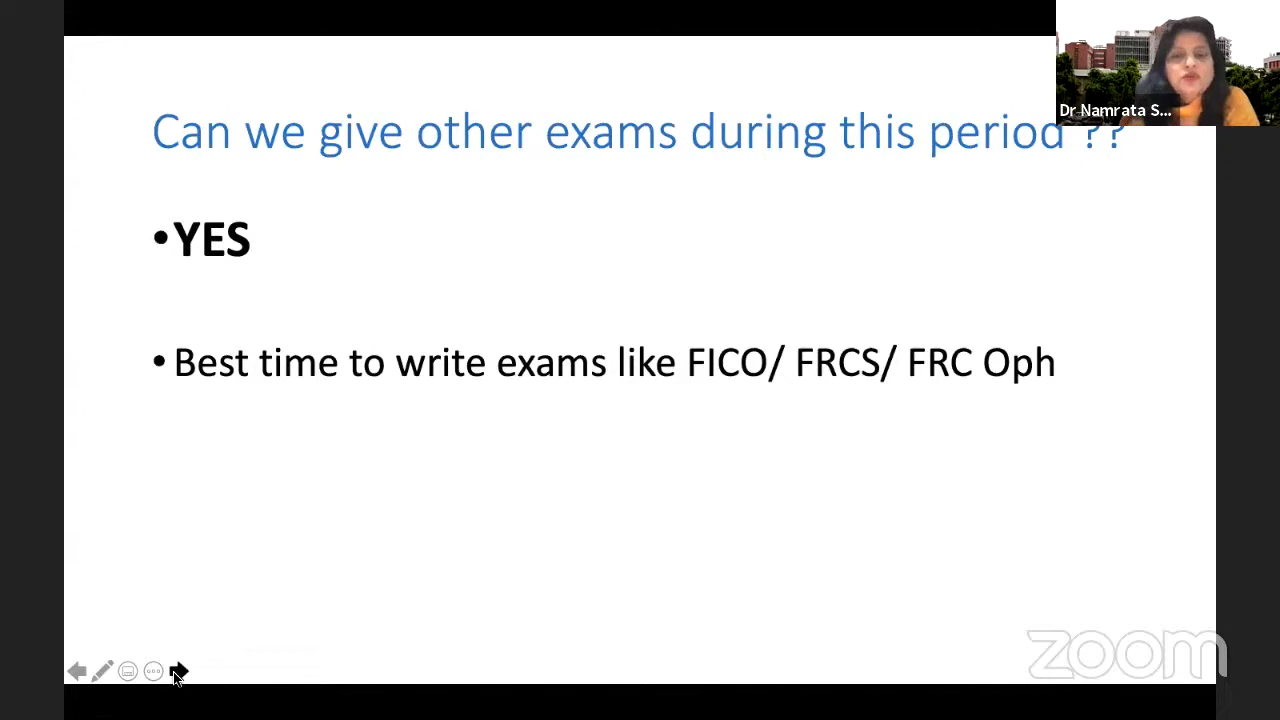 Dr Namrata S...
Can we give other exams during this period ??
•YES
• Best time to write exams like FICO/ FRCS/ FRC Oph
zoom